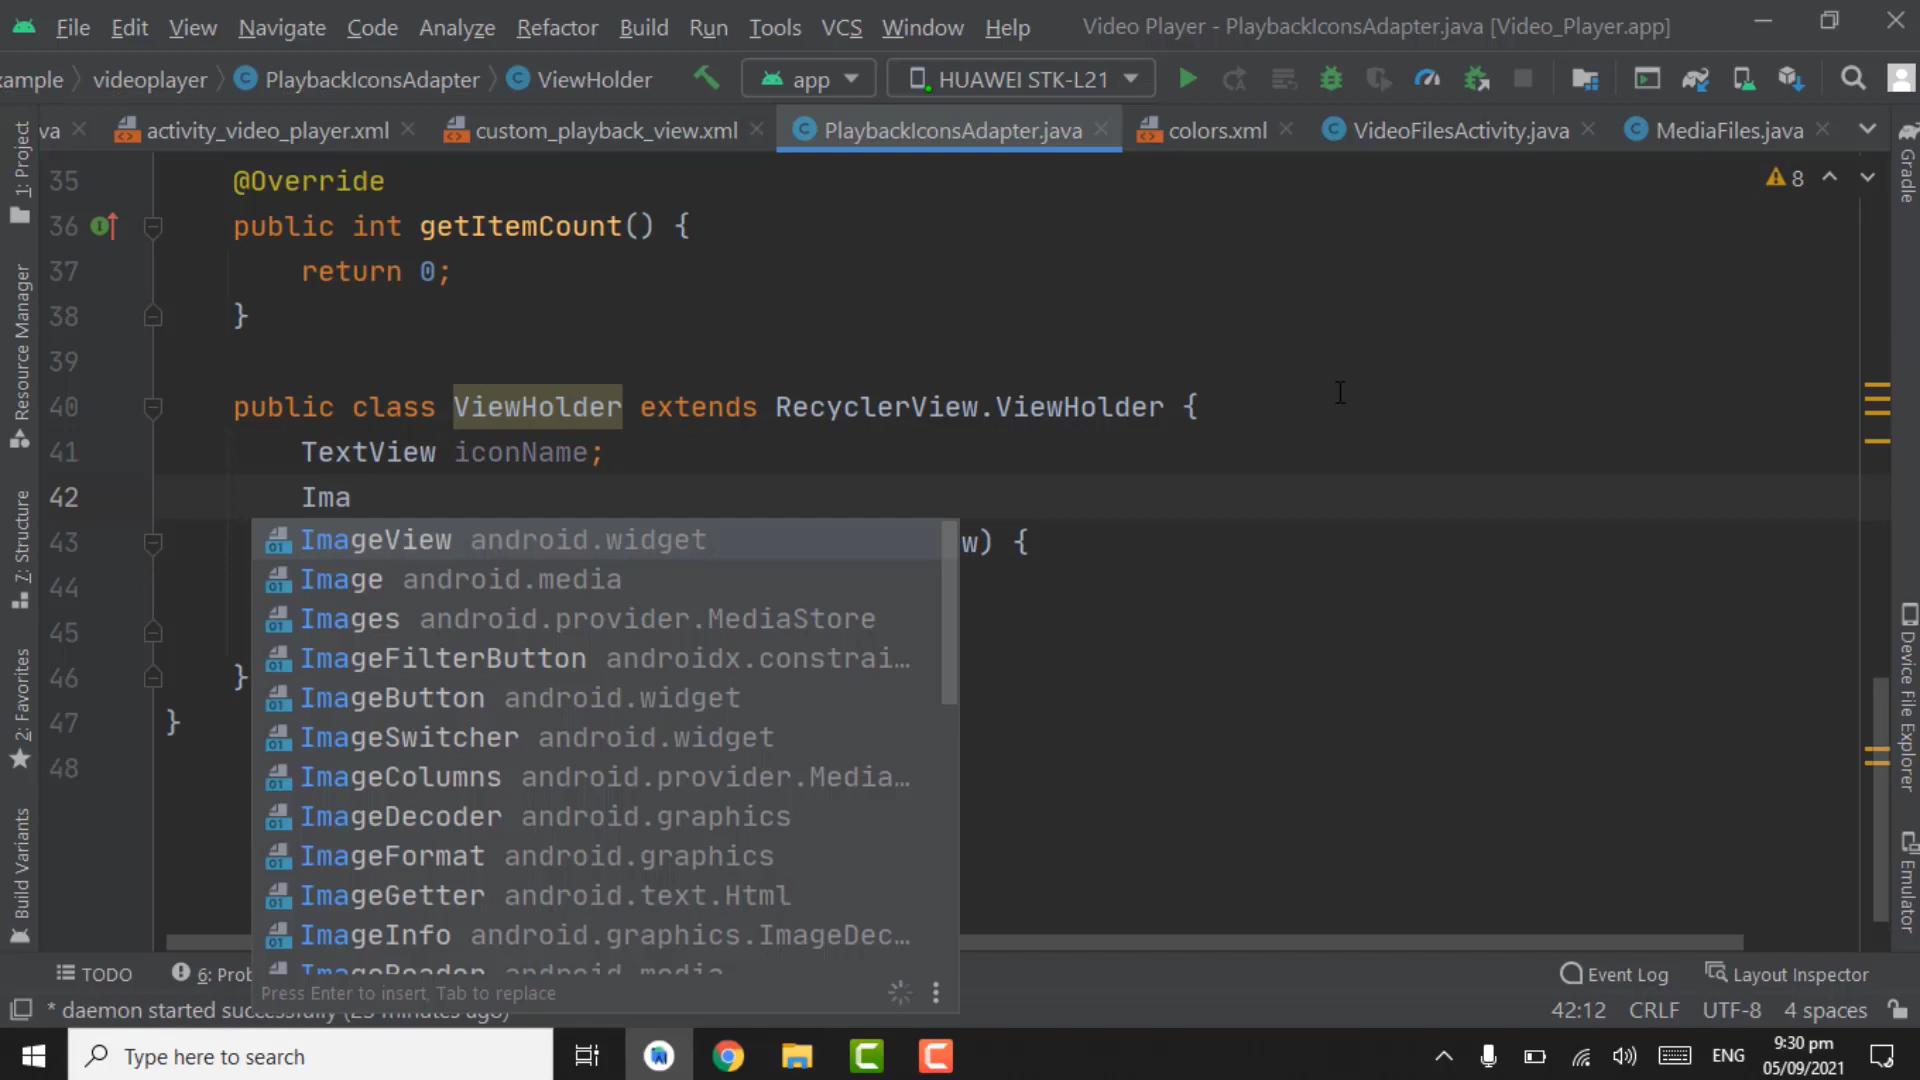 File Edit View Navigate Code Analyze Refactor Build Run Tools VCS Window Help Video Player - PlaybackIconsAdapter.java [Video_Player.app]
ample videoplayer PlaybackIconsAdapter ViewHolder app HUAWEI STK-L21
va activity_video_player.xml custom_playback_view.xml PlaybackIconsAdapter.java colors.xml VideoFilesActivity.java MediaFiles.java
1: Project
Resource Manager
7: Structure
2: Favorites
Build Variants
35 @Override
8
36 public int getItemCount() {
37 return 0;
38 }
39
40 public class ViewHolder extends RecyclerView.ViewHolder {
41 TextView iconName;
42 Ima
43 w) {
44
45
46 }
47 }
48
ImageView android.widget
Image android.media
Images android.provider.MediaStore
ImageFilterButton androidx.constrai...
ImageButton android.widget
ImageSwitcher android.widget
ImageColumns android.provider.Media...
ImageDecoder android.graphics
ImageFormat android.graphics
ImageGetter android.text.Html
ImageInfo android.graphics.ImageDec...
ImageReader android.media
Press Enter to insert, Tab to replace
Gradle
Device File Explorer
Emulator
TODO 6: Prob Event Log Layout Inspector
* daemon started successfully (25 minutes ago) 42:12 CRLF UTF-8 4 spaces
Type here to search ENG 9:30 pm
05/09/2021